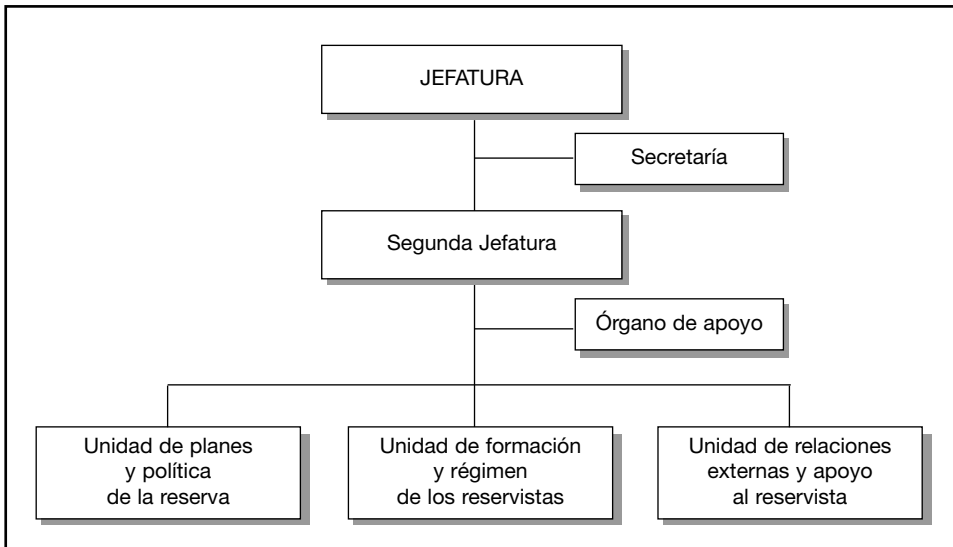 JEFATURA
Secretaría
Segunda Jefatura
Órgano de apoyo
Unidad de planes
y política
de la reserva
Unidad de formación
y régimen
de los reservistas
Unidad de relaciones
externas y apoyo
al reservista